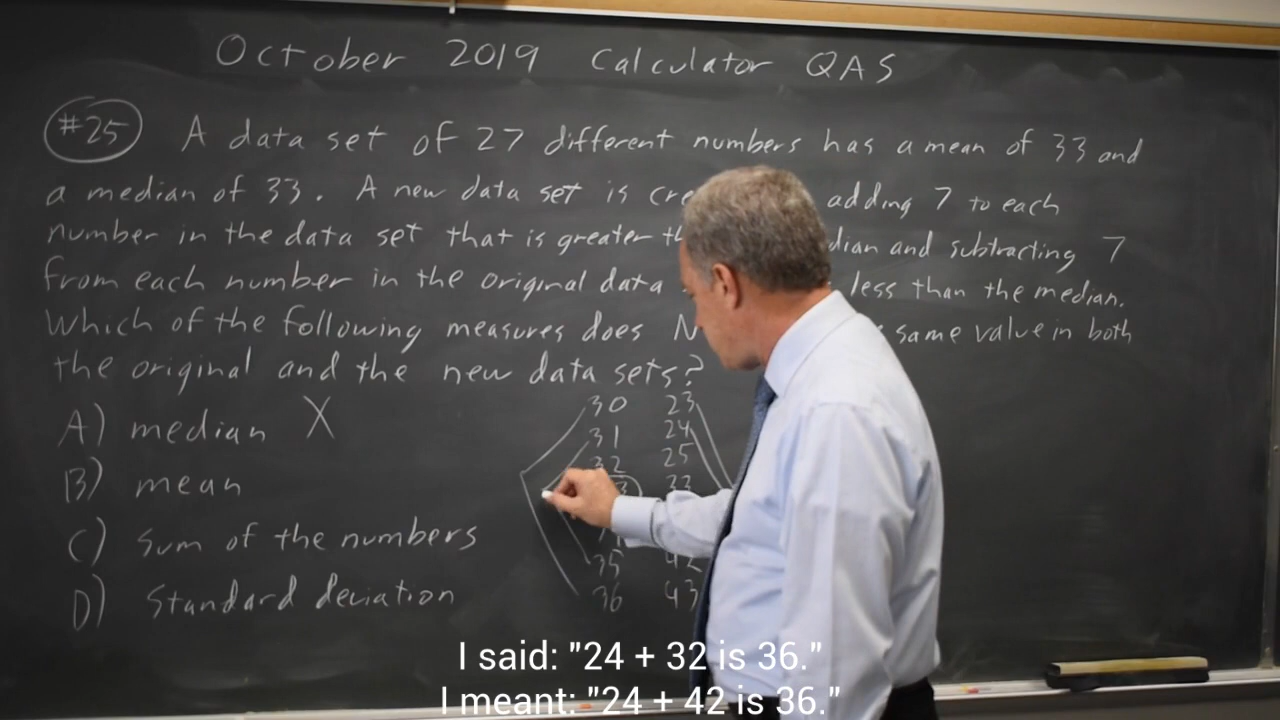 October 2019 Calculator QAS
#25 A data set of 27 different numbers has a mean of 33 and
a median of 33. A new data set is cre adding 7 to each
number in the data set that is greater th dian and subtracting 7
from each number in the original data less than the median.
Which of the following measures does N same value in both
the original and the new data sets?
A) median X
B) mean
C) Sum of the numbers
D) Standard deviation
30 23
31 24
32 25
33
35 42
36 43
I said: "24 + 32 is 36."
I meant: "24 + 42 is 36."